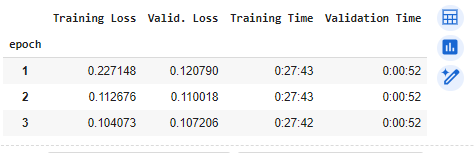 Training Loss Valid. Loss Training Time Validation Time
epoch
1 0.227148 0.120790 0:27:43 0:00:52
2 0.112676 0.110018 0:27:43 0:00:52
3 0.104073 0.107206 0:27:42 0:00:52